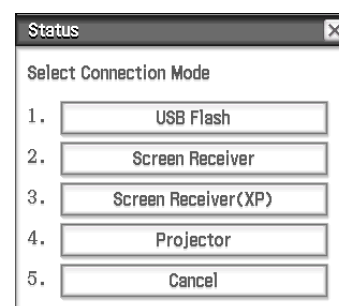 Status
Select Connection Mode
1. USB Flash
2. Screen Receiver
3. Screen Receiver(XP)
4. Projector
5. Cancel